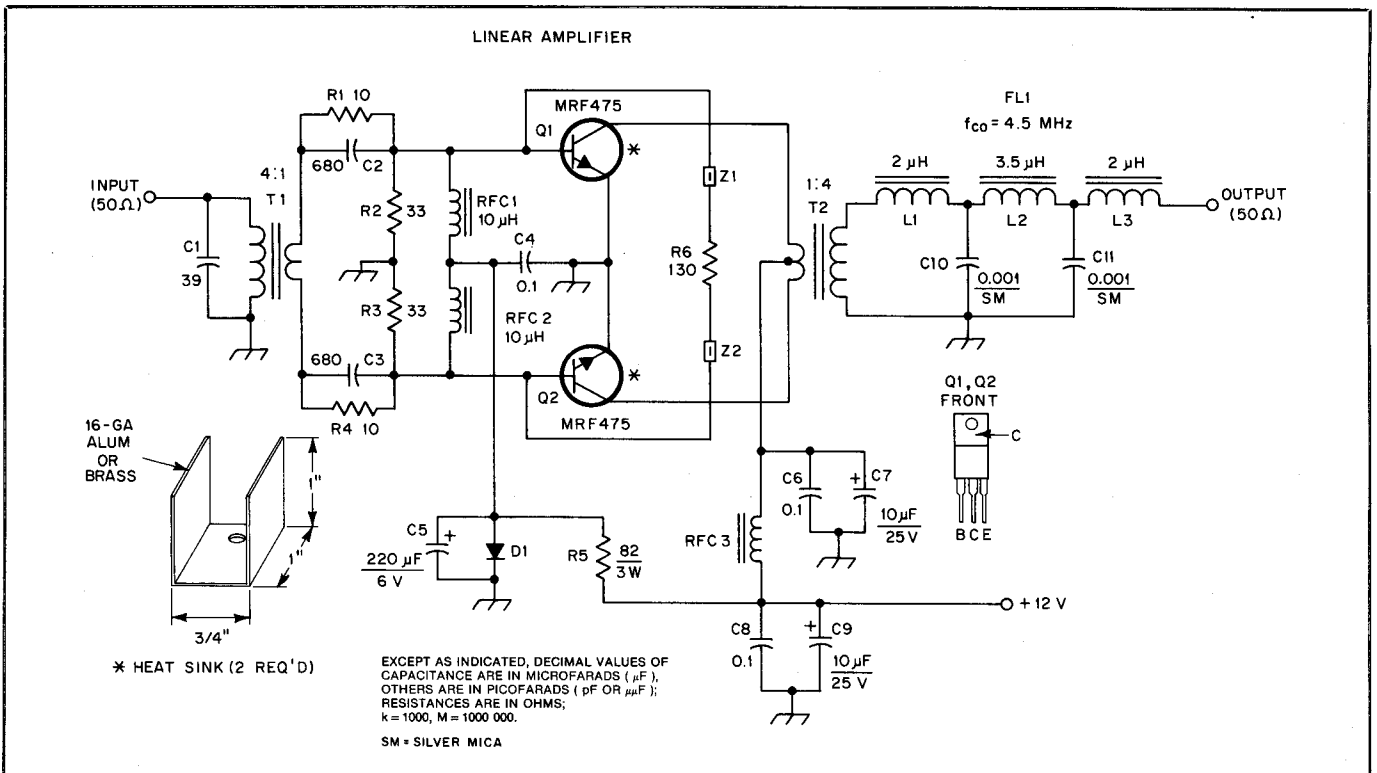 LINEAR AMPLIFIER
R1 10
680
C2
4:1
T1
INPUT
(50Ω)
C1
39
R2
33
RFC1
10 μH
C4
0.1
R3
33
RFC 2
10 μH
680
C3
R4 10
MRF475
Q1
*
Q2
*
MRF475
Z1
R6
130
Z2
1:4
T2
FL1
fco = 4.5 MHz
2 μH
3.5 μH
2 μH
L1
L2
L3
OUTPUT
(50Ω)
C10
0.001
SM
C11
0.001
SM
Q1, Q2
FRONT
C
B C E
16-GA
ALUM
OR
BRASS
1"
1"
3/4"
* HEAT SINK (2 REQ'D)
C5
+
220 μF
6 V
D1
R5
82
3W
RFC 3
C6
0.1
+
C7
10μF
25V
+12 V
C8
0.1
+
C9
10μF
25 V
EXCEPT AS INDICATED, DECIMAL VALUES OF
CAPACITANCE ARE IN MICROFARADS ( μF ),
OTHERS ARE IN PICOFARADS ( pF OR μμF );
RESISTANCES ARE IN OHMS;
k = 1000, M = 1000 000.
SM = SILVER MICA